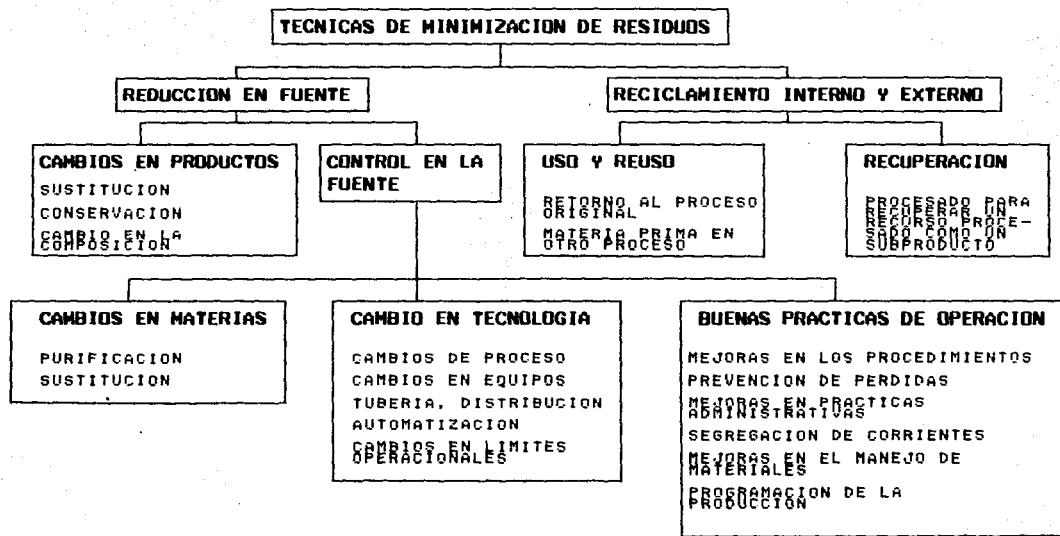 TECNICAS DE MINIMIZACION DE RESIDUOS
REDUCCION EN FUENTE
RECICLAMIENTO INTERNO Y EXTERNO
CAMBIOS EN PRODUCTOS
SUSTITUCION
CONSERVACION
CAMBIO EN LA
COMPOSICION
CONTROL EN LA
FUENTE
USO Y REUSO
RETORNO AL PROCESO
ORIGINAL
MATERIA PRIMA EN
OTRO PROCESO
RECUPERACION
PROCESADO PARA
RECUPERAR UN
RECURSO PROCE-
SADO COMO UN
SUBPRODUCTO
CAMBIOS EN MATERIAS
PURIFICACION
SUSTITUCION
CAMBIO EN TECNOLOGIA
CAMBIOS DE PROCESO
CAMBIOS EN EQUIPOS
TUBERIA, DISTRIBUCION
AUTOMATIZACION
CAMBIOS EN LIMITES
OPERACIONALES
BUENAS PRACTICAS DE OPERACION
MEJORAS EN LOS PROCEDIMIENTOS
PREVENCION DE PERDIDAS
MEJORAS EN PRACTICAS
ADMINISTRATIVAS
SEGREGACION DE CORRIENTES
MEJORAS EN EL MANEJO DE
MATERIALES
PROGRAMACION DE LA
PRODUCCION